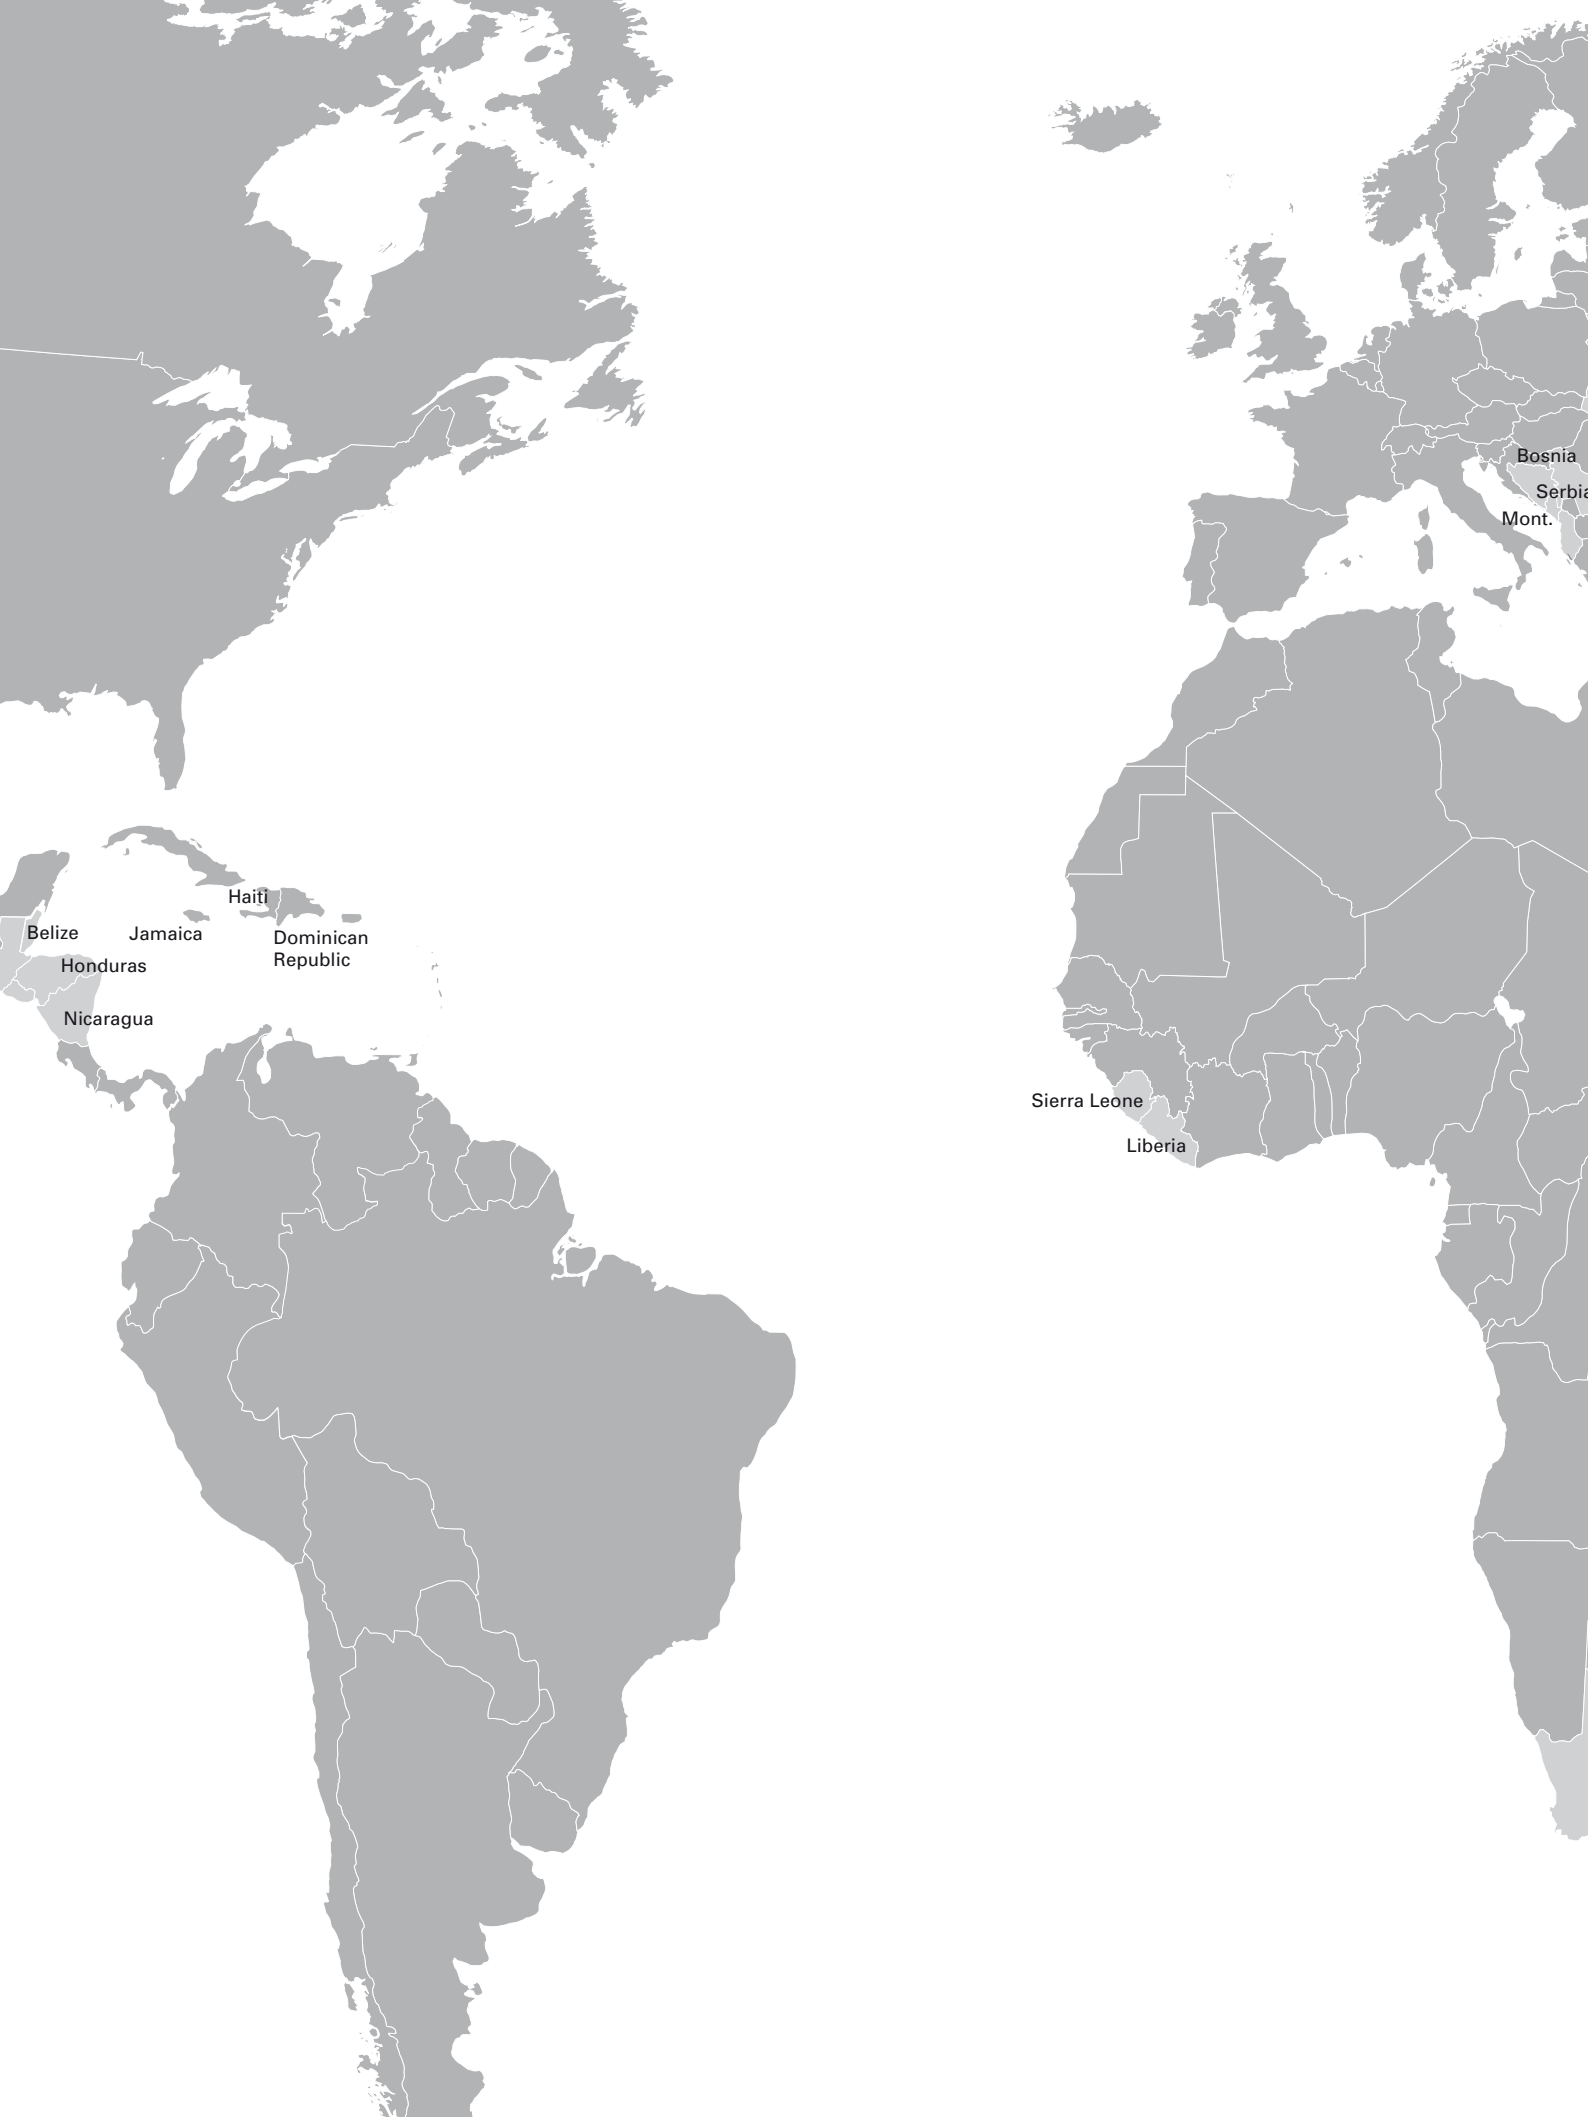 Bosnia
Serbia
Mont.
Haiti
Belize
Jamaica
Dominican
Republic
Honduras
Nicaragua
Sierra Leone
Liberia